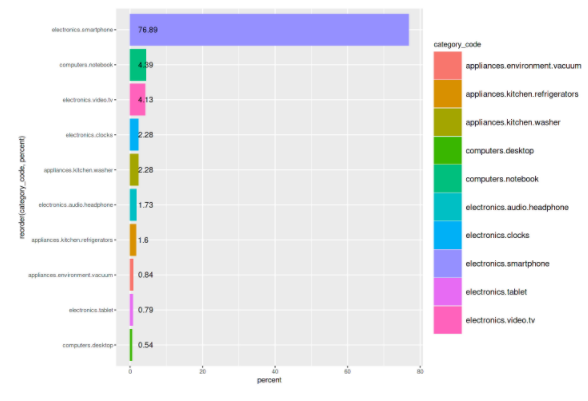 electronics.smartphone
76.89
computers.notebook
4.39
electronics.video.tv
4.13
electronics.clocks
2.28
appliances.kitchen.washer
2.28
electronics.audio.headphone
1.73
appliances.kitchen.refrigerators
1.6
appliances.environment.vacuum
0.84
electronics.tablet
0.79
computers.desktop
0.54
reorder(category_code, percent)
0 20 40 60 80
percent
category_code
appliances.environment.vacuum
appliances.kitchen.refrigerators
appliances.kitchen.washer
computers.desktop
computers.notebook
electronics.audio.headphone
electronics.clocks
electronics.smartphone
electronics.tablet
electronics.video.tv